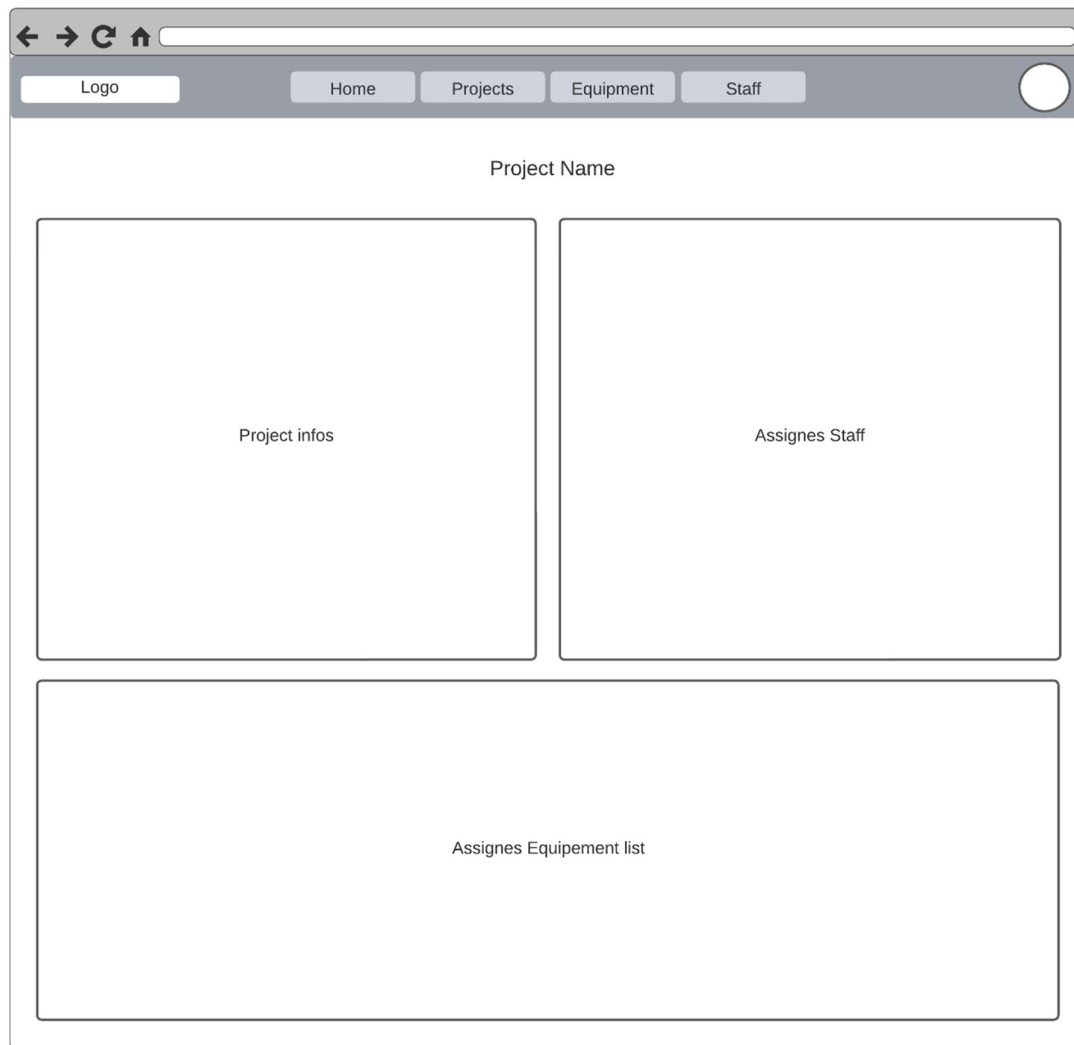 Logo
Home
Projects
Equipment
Staff
Project Name
Project infos
Assignes Staff
Assignes Equipement list